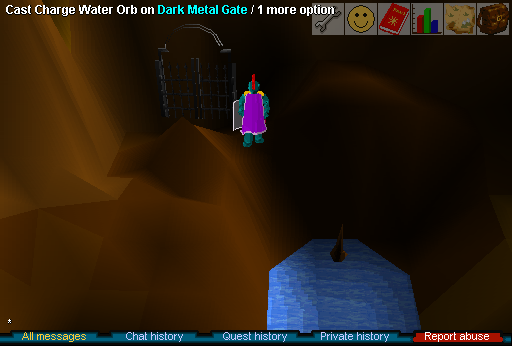 Cast Charge Water Orb on Dark Metal Gate / 1 more option
*
All messages
Chat history
Quest history
Private history
Report abuse